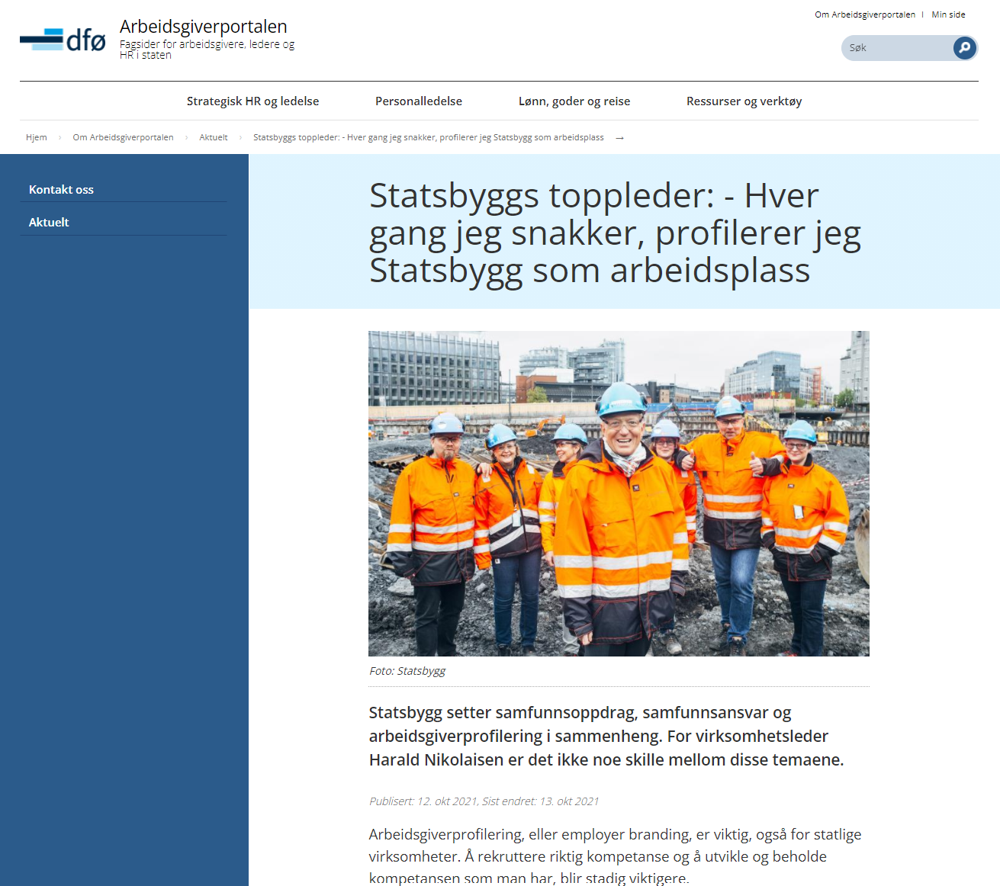 Om Arbeidsgiverportalen | Min side
dfø
Arbeidsgiverportalen
Fagsider for arbeidsgivere, ledere og
HR i staten
Søk
Strategisk HR og ledelse Personalledelse Lønn, goder og reise Ressurser og verktøy
Hjem › Om Arbeidsgiverportalen › Aktuelt › Statsbyggs toppleder: - Hver gang jeg snakker, profilerer jeg Statsbygg som arbeidsplass →
Kontakt oss
Aktuelt
Statsbyggs toppleder: - Hver
gang jeg snakker, profilerer jeg
Statsbygg som arbeidsplass
Foto: Statsbygg
Statsbygg setter samfunnsoppdrag, samfunnsansvar og
arbeidsgiverprofilering i sammenheng. For virksomhetsleder
Harald Nikolaisen er det ikke noe skille mellom disse temaene.
Publisert: 12. okt 2021, Sist endret: 13. okt 2021
Arbeidsgiverprofilering, eller employer branding, er viktig, også for statlige
virksomheter. Å rekruttere riktig kompetanse og å utvikle og beholde
kompetansen som man har, blir stadig viktigere.